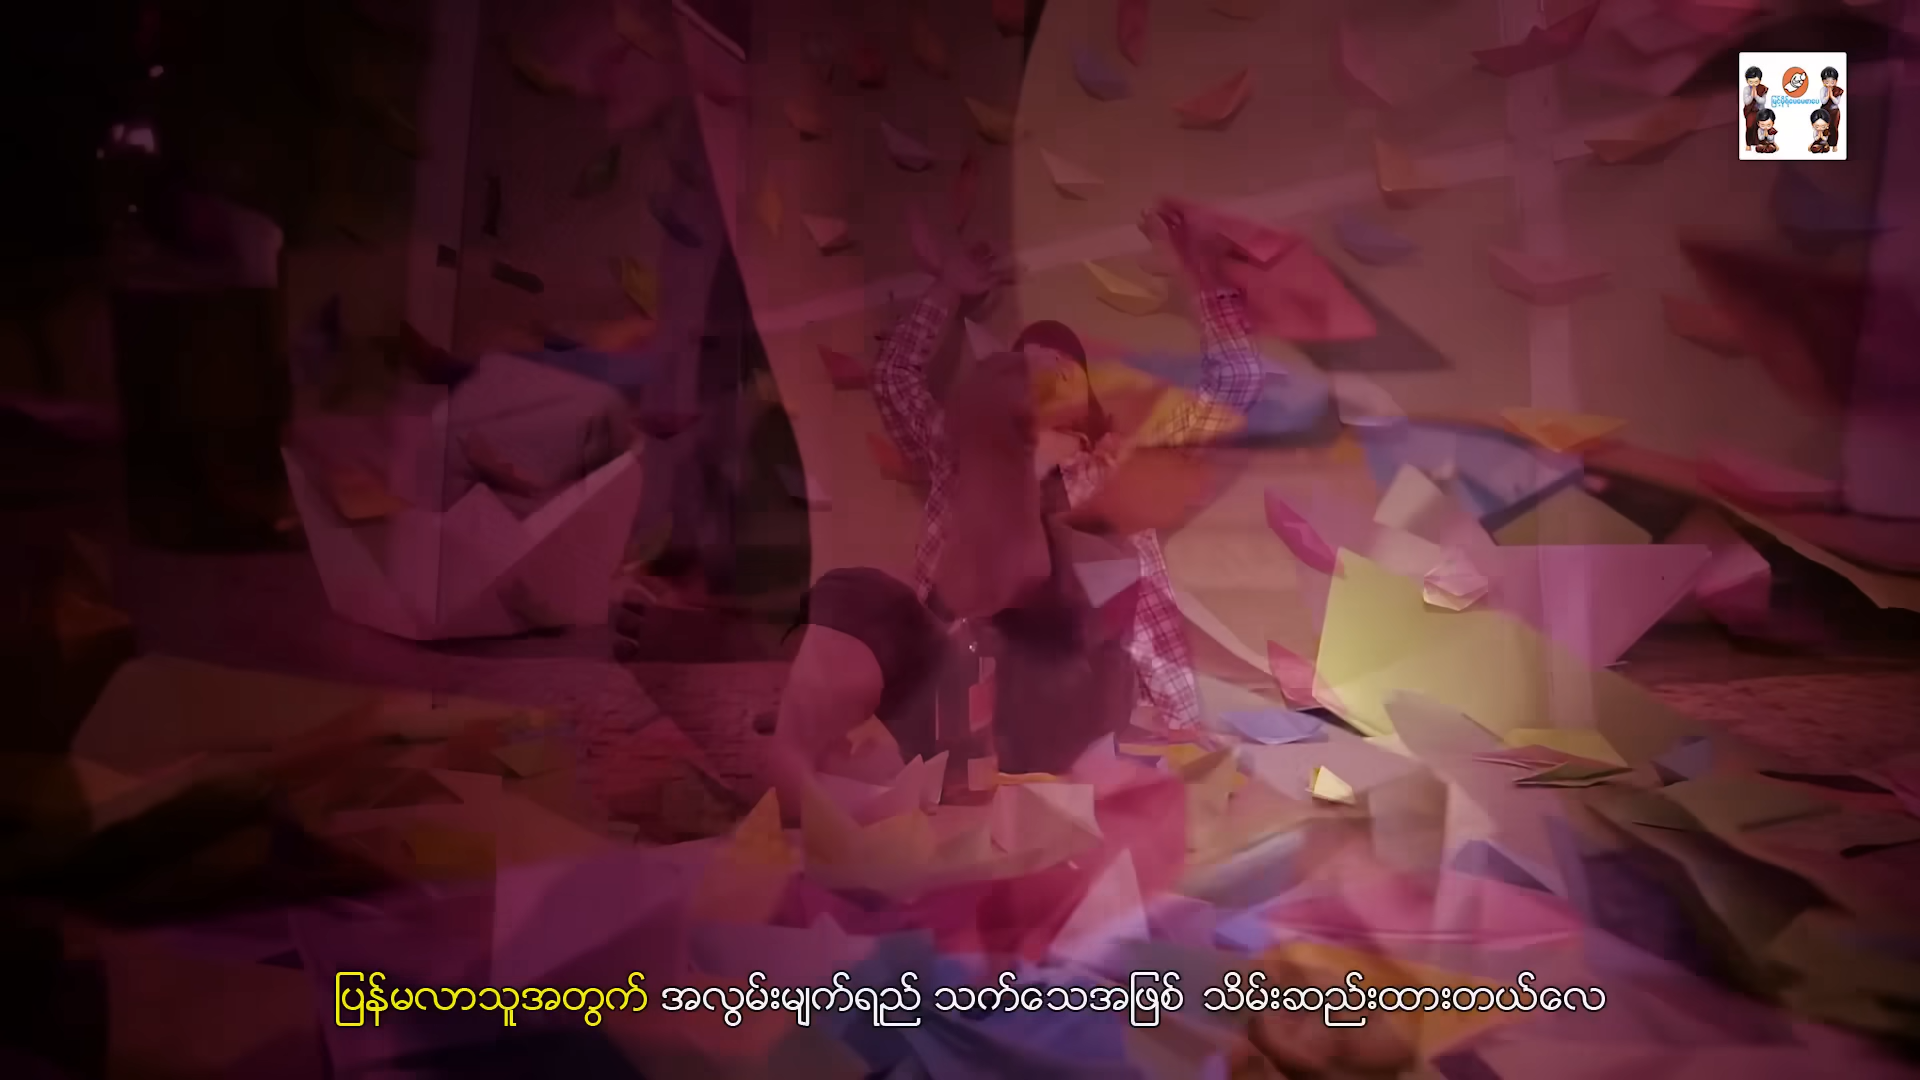 ပြန်မလာသူအတွက် အလွမ်းမျက်ရည် သက်သေအဖြစ် သိမ်းဆည်းထားတယ်လေ